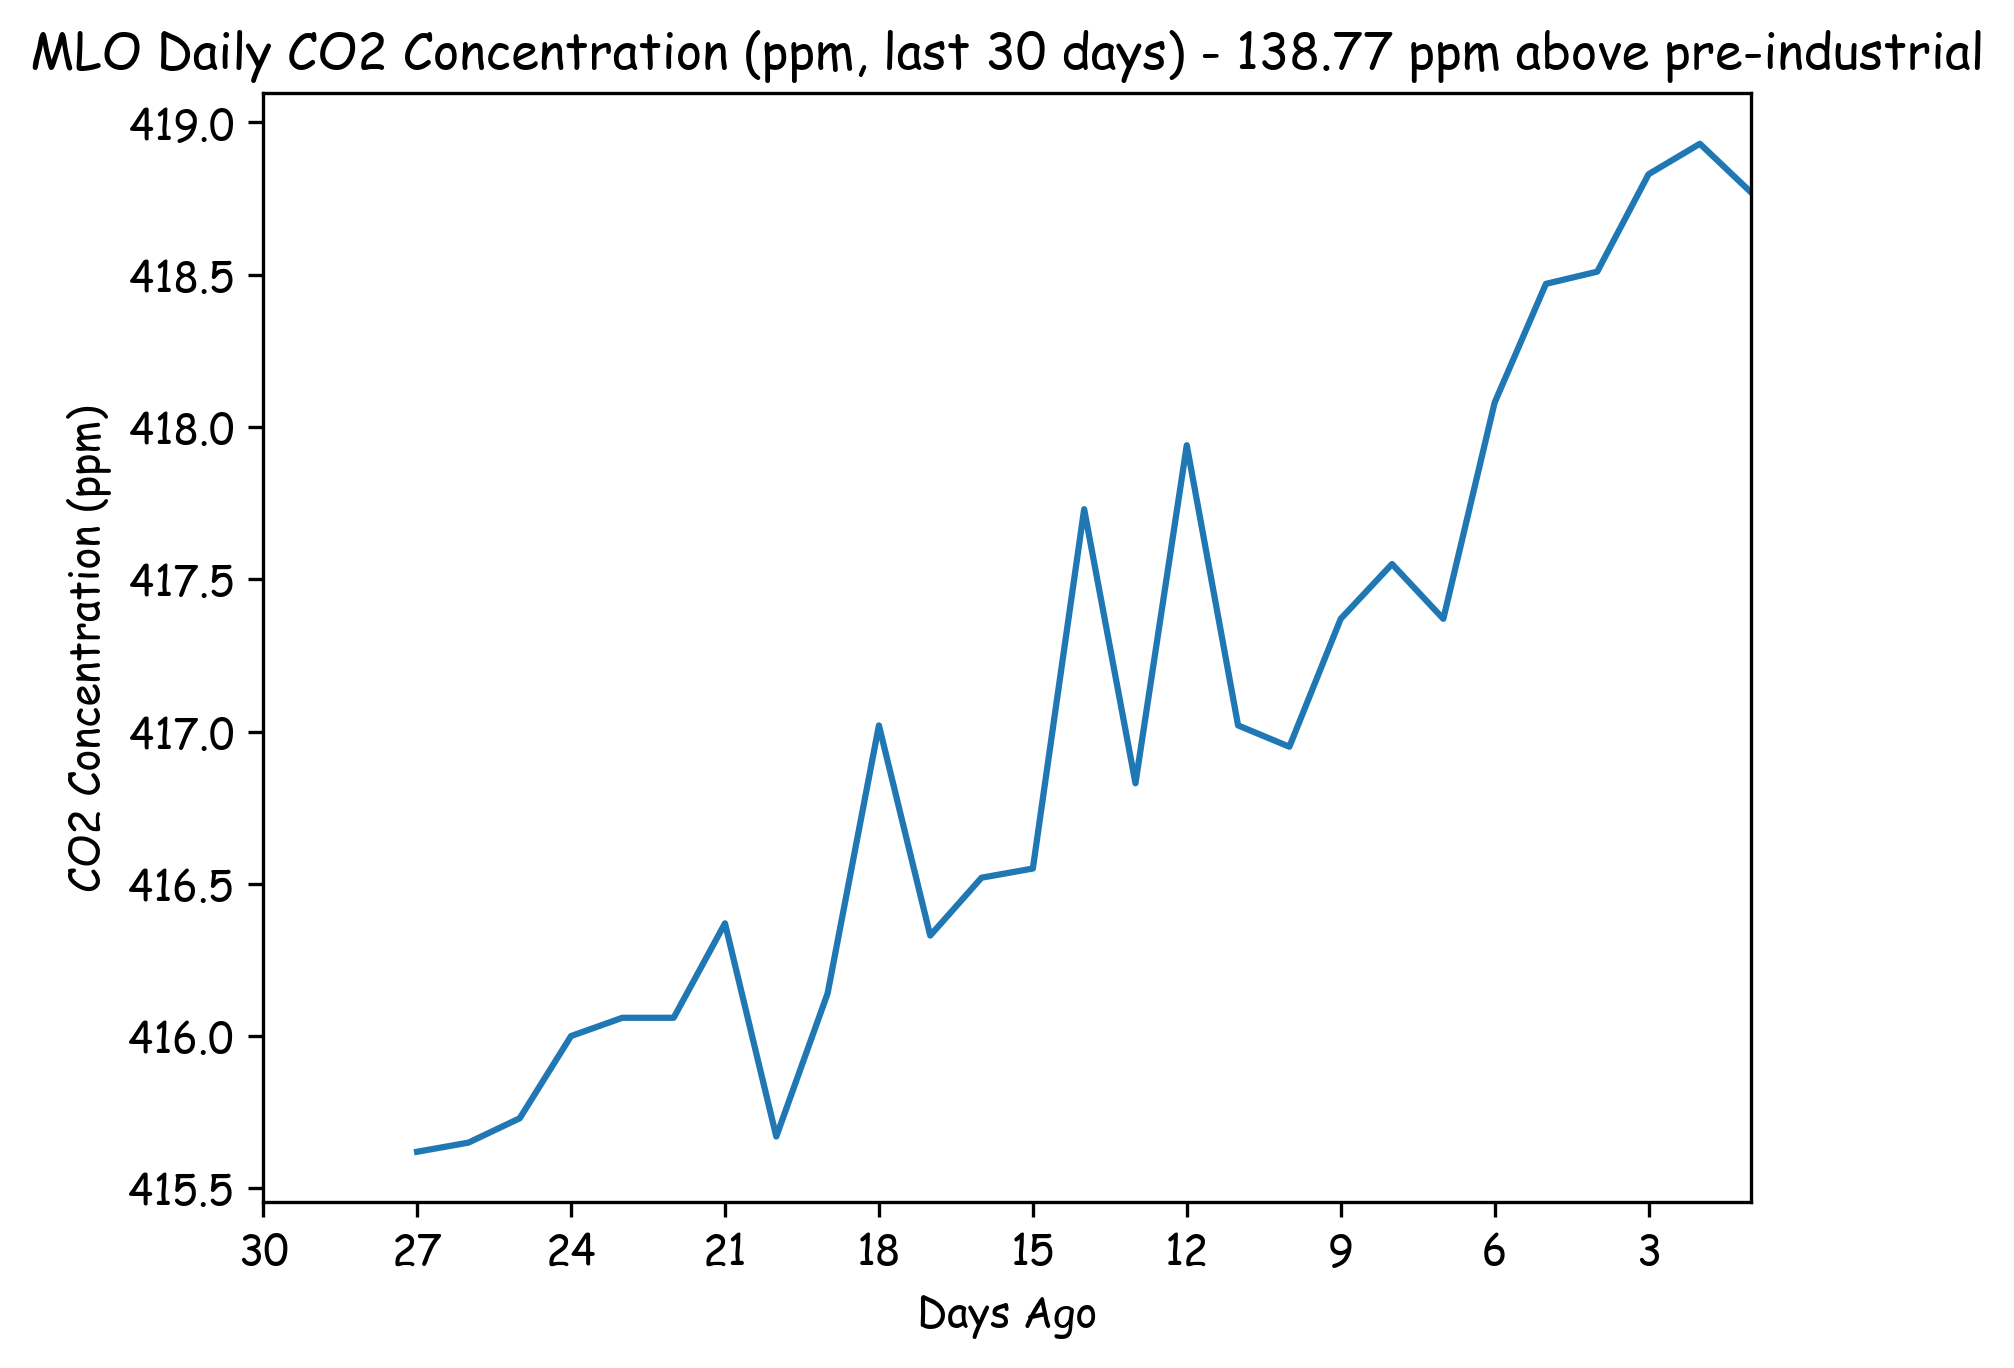 MLO Daily CO2 Concentration (ppm, last 30 days) - 138.77 ppm above pre-industrial
CO2 Concentration (ppm)
419.0
418.5
418.0
417.5
417.0
416.5
416.0
415.5
30 27 24 21 18 15 12 9 6 3
Days Ago